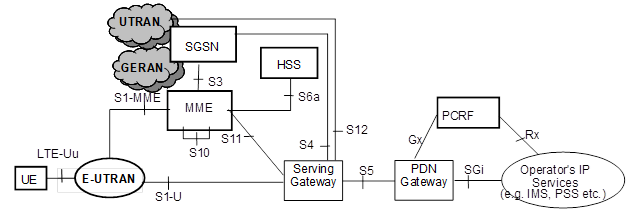 UTRAN
SGSN
GERAN
HSS
S3
S1-MME
S6a
MME
PCRF
S12
S11
Gx
Rx
S10
S4
LTE-Uu
Operator's IP
Services
(e.g. IMS, PSS etc.)
UE
E-UTRAN
Serving
Gateway
S5
PDN
Gateway
SGi
S1-U